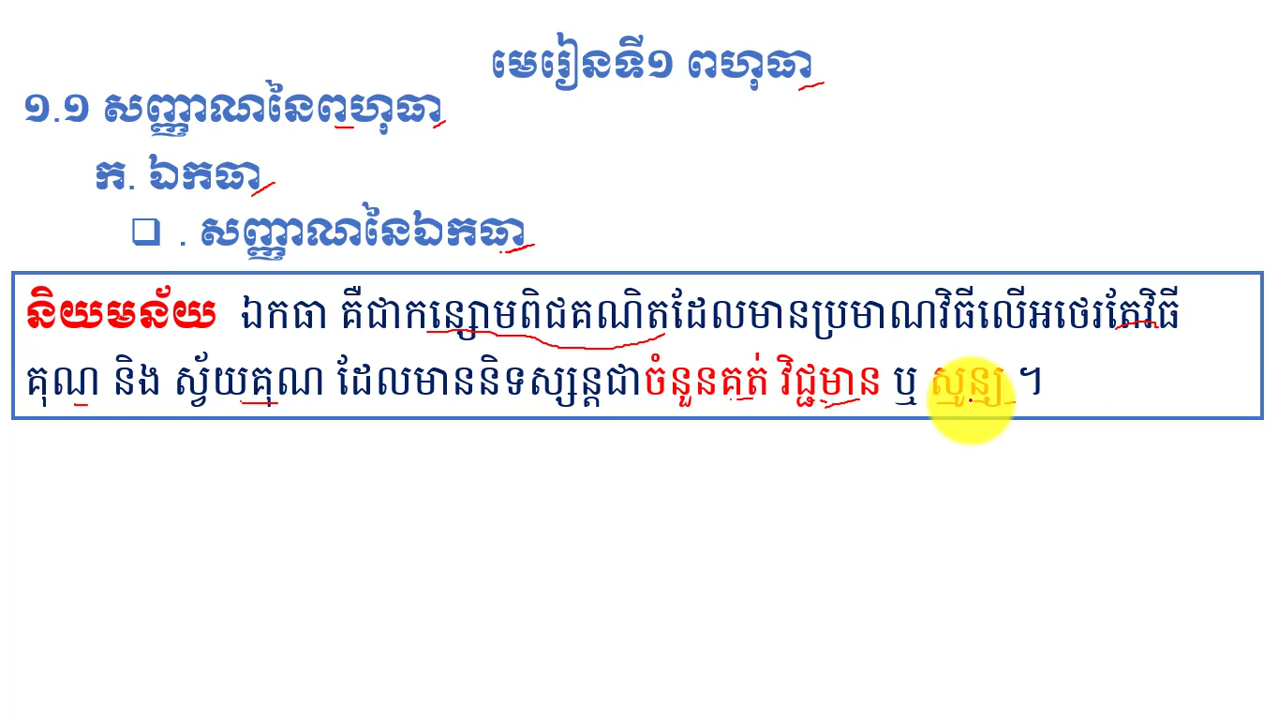 មេរៀនទី១ ពហុធា
១.១ សញ្ញាណនៃពហុធា
ក. ឯកធា
❑ . សញ្ញាណនៃឯកធា
និយមន័យ ឯកធា គឺជាកន្សោមពិជគណិតដែលមានប្រមាណវិធីលើអថេរតែវិធី
គុណ និង ស្វ័យគុណ ដែលមាននិទស្សន្តជាចំនួនគត់ វិជ្ជមាន ឬ សូន្យ ។